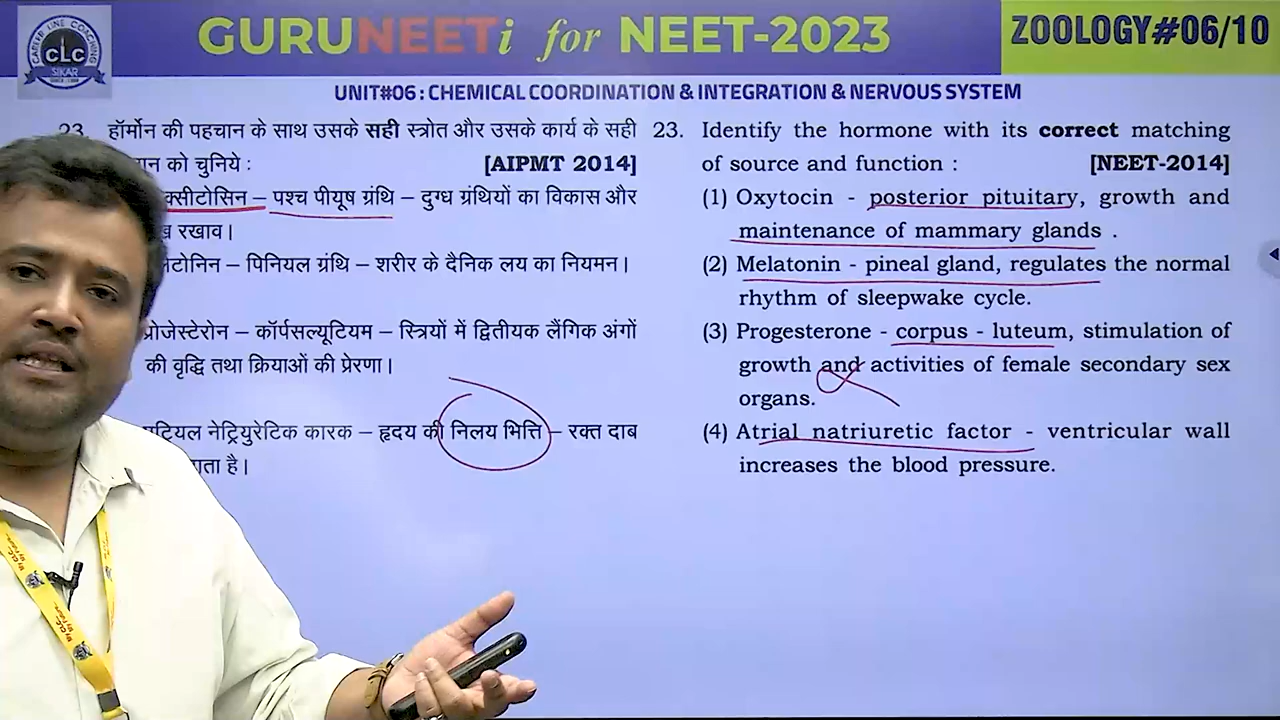 CAREER LINE COACHING
CLC
SIKAR
GURUNEETi for NEET-2023
ZOOLOGY#06/10
UNIT#06 : CHEMICAL COORDINATION & INTEGRATION & NERVOUS SYSTEM
23. हॉर्मोन की पहचान के साथ उसके सही स्त्रोत और उसके कार्य के सही
को चुनिये : [AIPMT 2014]
– पश्च पीयूष ग्रंथि – दुग्ध ग्रंथियों का विकास और
रखाव।
– पिनियल ग्रंथि – शरीर के दैनिक लय का नियमन।
प्रोजेस्टेरोन – कॉर्पसल्यूटियम – स्त्रियों में द्वितीयक लैंगिक अंगों
की वृद्धि तथा क्रियाओं की प्रेरणा।
नेट्रियुरेटिक कारक – हृदय की निलय भित्ति – रक्त दाब
है।
23. Identify the hormone with its correct matching
of source and function : [NEET-2014]
(1) Oxytocin - posterior pituitary, growth and
maintenance of mammary glands .
(2) Melatonin - pineal gland, regulates the normal
rhythm of sleepwake cycle.
(3) Progesterone - corpus - luteum, stimulation of
growth and activities of female secondary sex
organs.
(4) Atrial natriuretic factor - ventricular wall
increases the blood pressure.